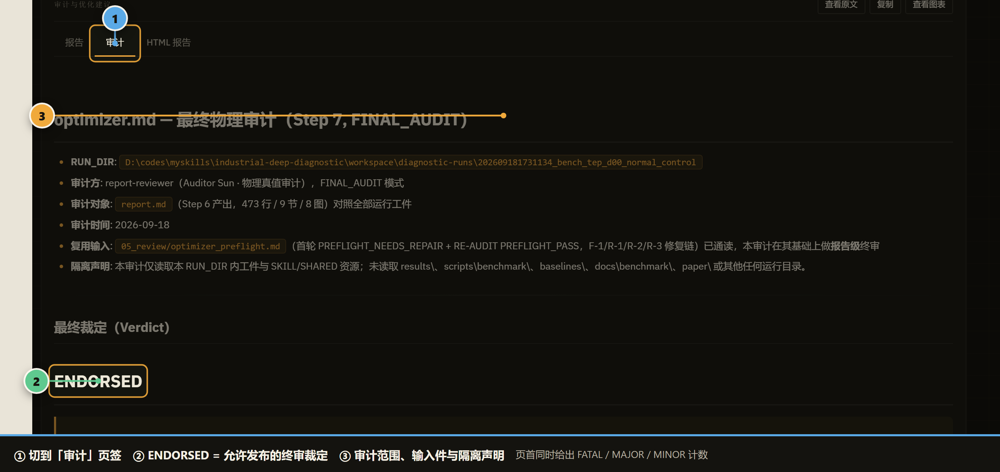 审计与优化建议
查看原文 复制 查看图表
1
报告 审计 HTML 报告
3
optimizer.md — 最终物理审计（Step 7, FINAL_AUDIT）
RUN_DIR: D:\codes\myskills\industrial-deep-diagnostic\workspace\diagnostic-runs\202609181731134_bench_tep_d00_normal_control
审计方: report-reviewer（Auditor Sun · 物理真值审计），FINAL_AUDIT 模式
审计对象: report.md （Step 6 产出，473 行 / 9 节 / 8 图）对照全部运行工件
审计时间: 2026-09-18
复用输入: 05_review/optimizer_preflight.md （首轮 PREFLIGHT_NEEDS_REPAIR + RE-AUDIT PREFLIGHT_PASS，F-1/R-1/R-2/R-3 修复链）已通读，本审计在其基础上做报告级终审
隔离声明: 本审计仅读取本 RUN_DIR 内工件与 SKILL/SHARED 资源；未读取 results\、scripts\benchmark\、baselines\、docs\benchmark\、paper\ 或其他任何运行目录。
最终裁定（Verdict）
2
ENDORSED
① 切到「审计」页签 ② ENDORSED = 允许发布的终审裁定 ③ 审计范围、输入件与隔离声明 页首同时给出 FATAL / MAJOR / MINOR 计数